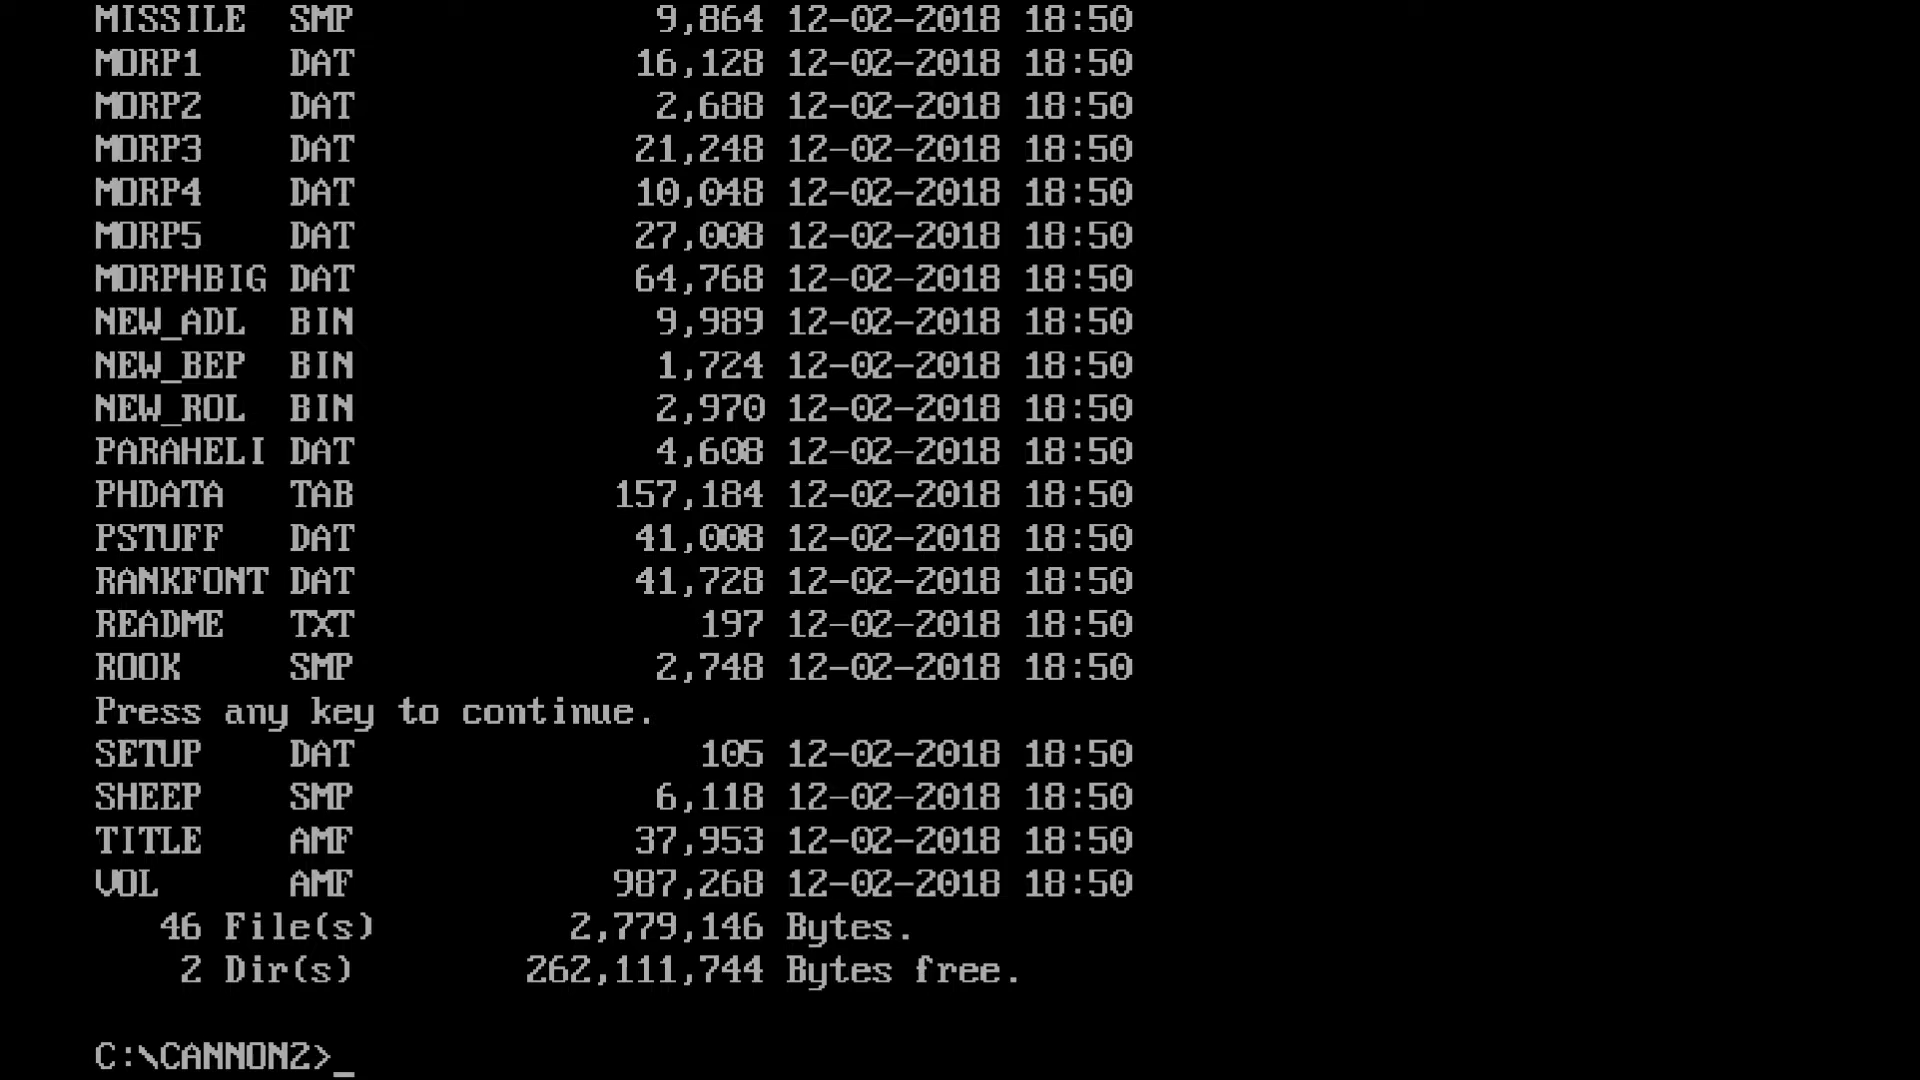 MISSILE  SMP              9,864 12-02-2018 18:50
MORP1    DAT             16,128 12-02-2018 18:50
MORP2    DAT              2,688 12-02-2018 18:50
MORP3    DAT             21,248 12-02-2018 18:50
MORP4    DAT             10,048 12-02-2018 18:50
MORP5    DAT             27,008 12-02-2018 18:50
MORPHBIG DAT             64,768 12-02-2018 18:50
NEW_ADL  BIN              9,989 12-02-2018 18:50
NEW_BEP  BIN              1,724 12-02-2018 18:50
NEW_ROL  BIN              2,970 12-02-2018 18:50
PARAHELI DAT              4,608 12-02-2018 18:50
PHDATA   TAB            157,184 12-02-2018 18:50
PSTUFF   DAT             41,008 12-02-2018 18:50
RANKFONT DAT             41,728 12-02-2018 18:50
README   TXT                197 12-02-2018 18:50
ROOK     SMP              2,748 12-02-2018 18:50
Press any key to continue.
SETUP    DAT                105 12-02-2018 18:50
SHEEP    SMP              6,118 12-02-2018 18:50
TITLE    AMF             37,953 12-02-2018 18:50
VOL      AMF            987,268 12-02-2018 18:50
   46 File(s)         2,779,146 Bytes.
    2 Dir(s)        262,111,744 Bytes free.
C:\CANNON2>_